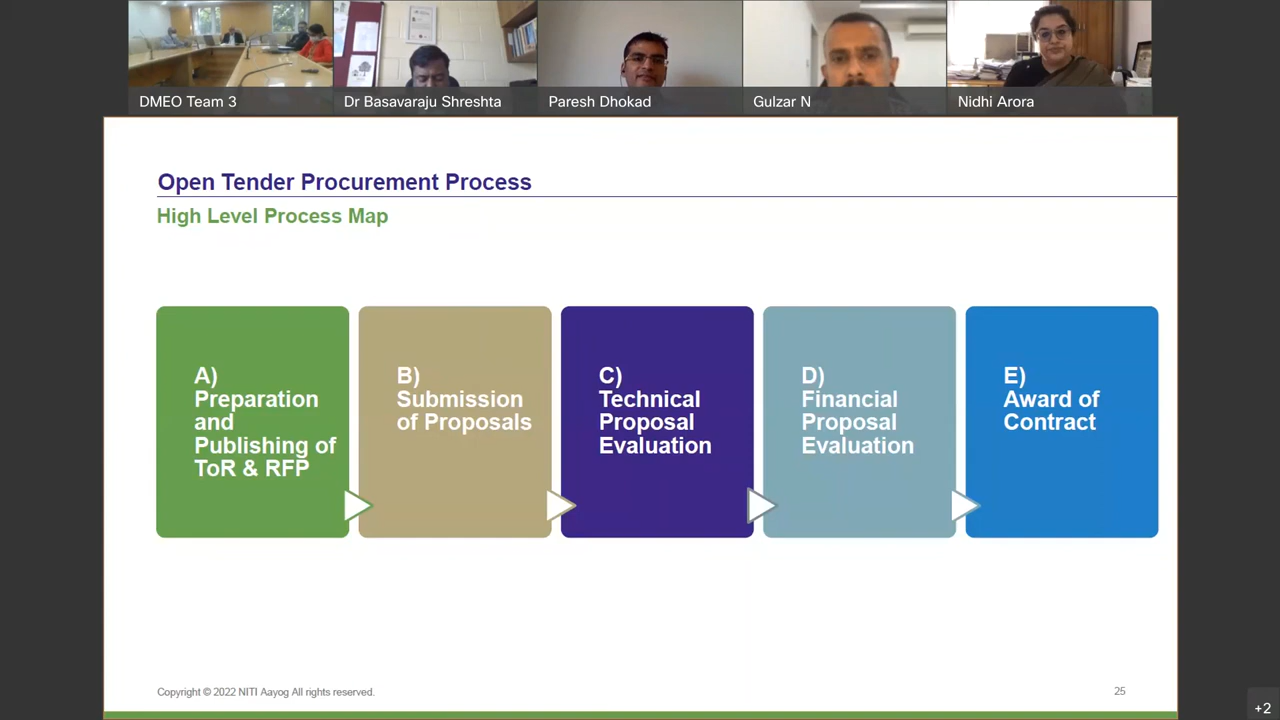 DMEO Team 3
Dr Basavaraju Shreshta
Paresh Dhokad
Gulzar N
Nidhi Arora
Open Tender Procurement Process
High Level Process Map
A)
Preparation
and
Publishing of
ToR & RFP
B)
Submission
of Proposals
C)
Technical
Proposal
Evaluation
D)
Financial
Proposal
Evaluation
E)
Award of
Contract
Copyright © 2022 NITI Aayog All rights reserved.
25
+2